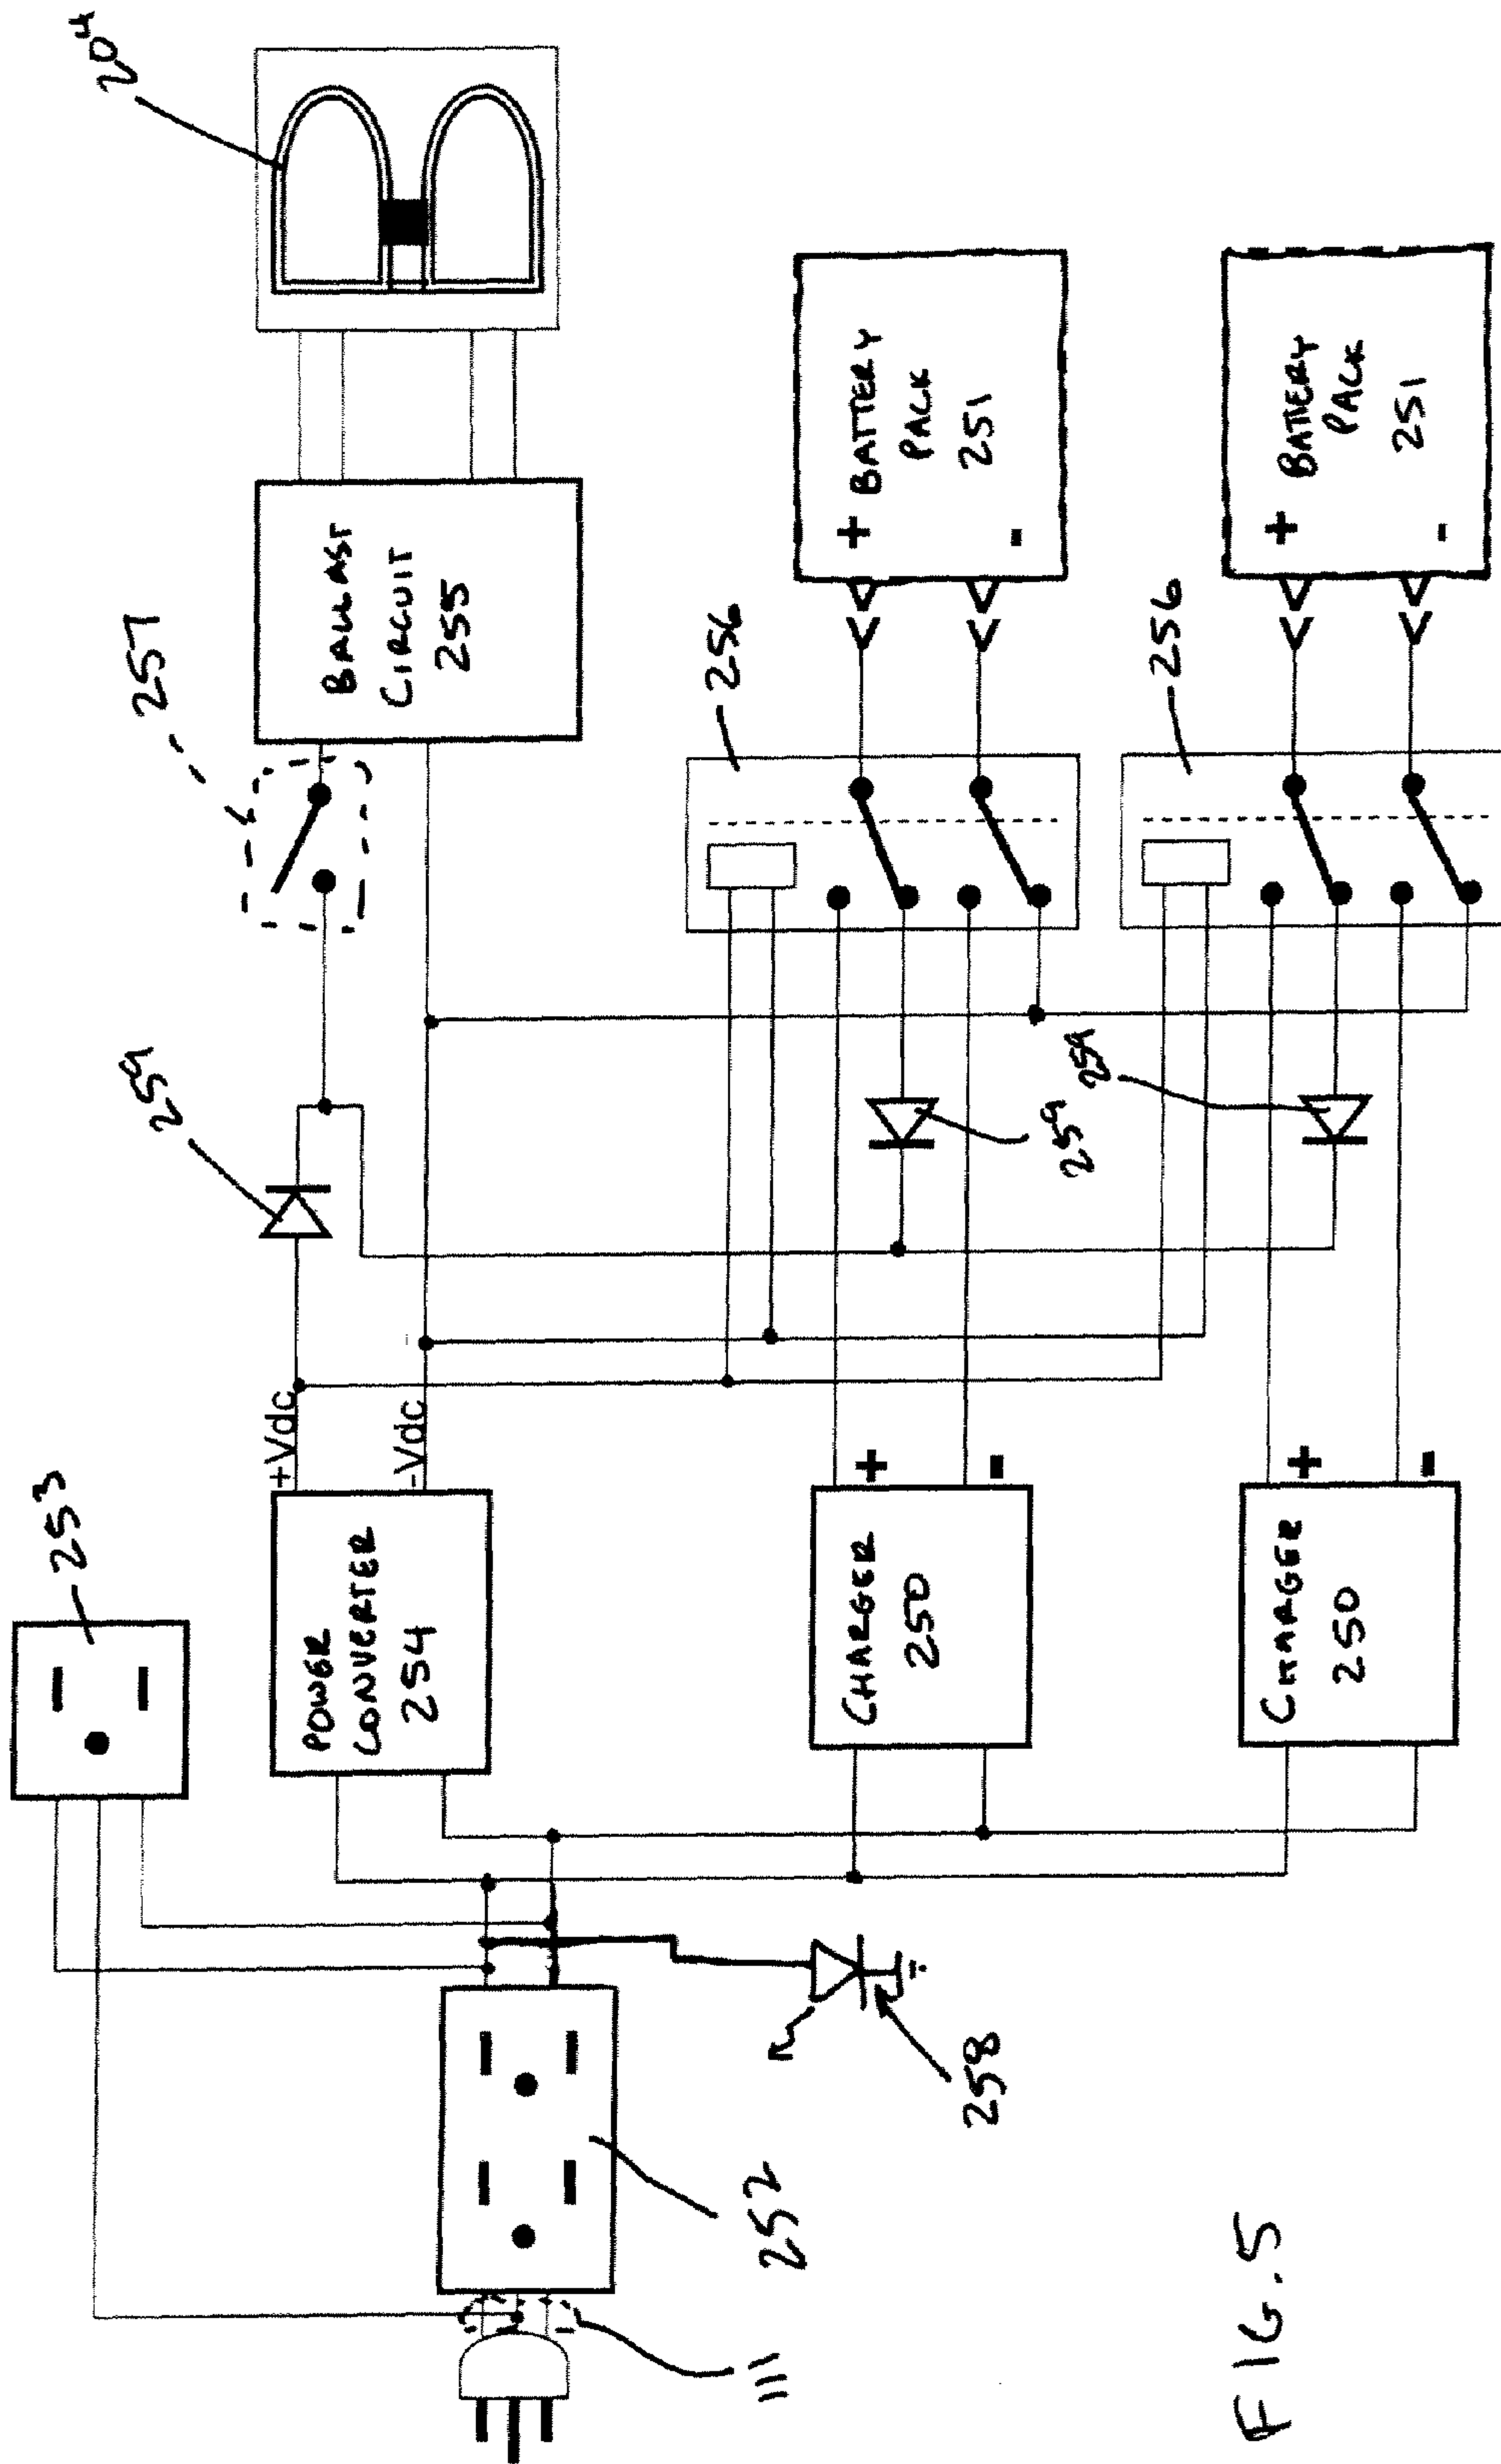 204
257
BALLAST
CIRCUIT
255
259
+Vdc
-Vdc
253
POWER
CONVERTER
254
256
+ BATTERY
PACK
251
-
259
CHARGER
250
+
-
256
+ BATTERY
PACK
251
-
259
CHARGER
250
+
-
258
252
111
FIG. 5